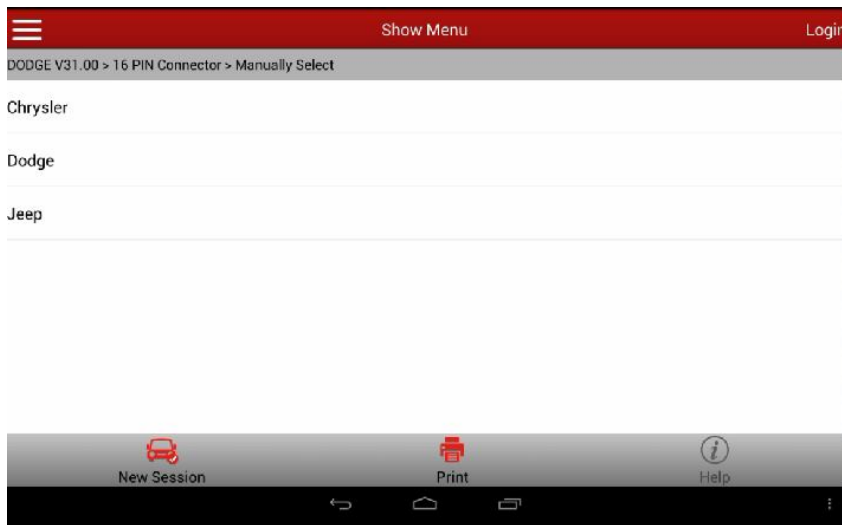 Show Menu
Login
DODGE V31.00 > 16 PIN Connector > Manually Select
Chrysler
Dodge
Jeep
New Session
Print
Help